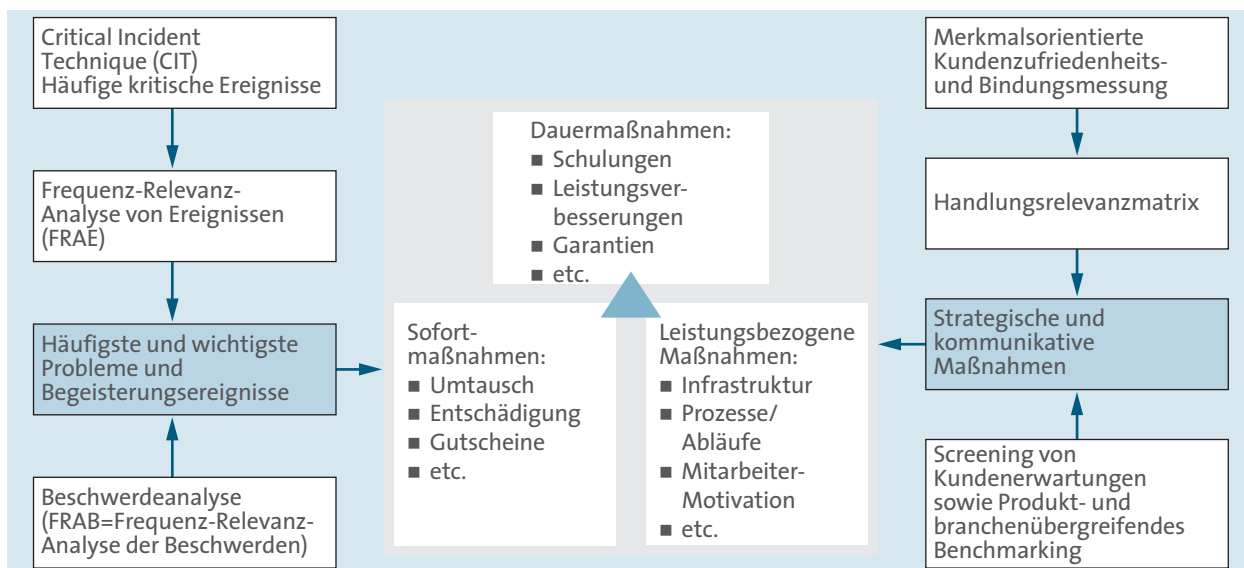 Critical Incident
Technique (CIT)
Häufige kritische Ereignisse
Frequenz-Relevanz-
Analyse von Ereignissen
(FRAE)
Häufigste und wichtigste
Probleme und
Begeisterungsereignisse
Beschwerdeanalyse
(FRAB=Frequenz-Relevanz-
Analyse der Beschwerden)
Dauermaßnahmen:
■ Schulungen
■ Leistungsver-
besserungen
■ Garantien
■ etc.
Sofort-
maßnahmen:
■ Umtausch
■ Entschädigung
■ Gutscheine
■ etc.
Leistungsbezogene
Maßnahmen:
■ Infrastruktur
■ Prozesse/
Abläufe
■ Mitarbeiter-
Motivation
■ etc.
Merkmalsorientierte
Kundenzufriedenheits-
und Bindungsmessung
Handlungsrelevanzmatrix
Strategische und
kommunikative
Maßnahmen
Screening von
Kundenerwartungen
sowie Produkt- und
branchenübergreifendes
Benchmarking